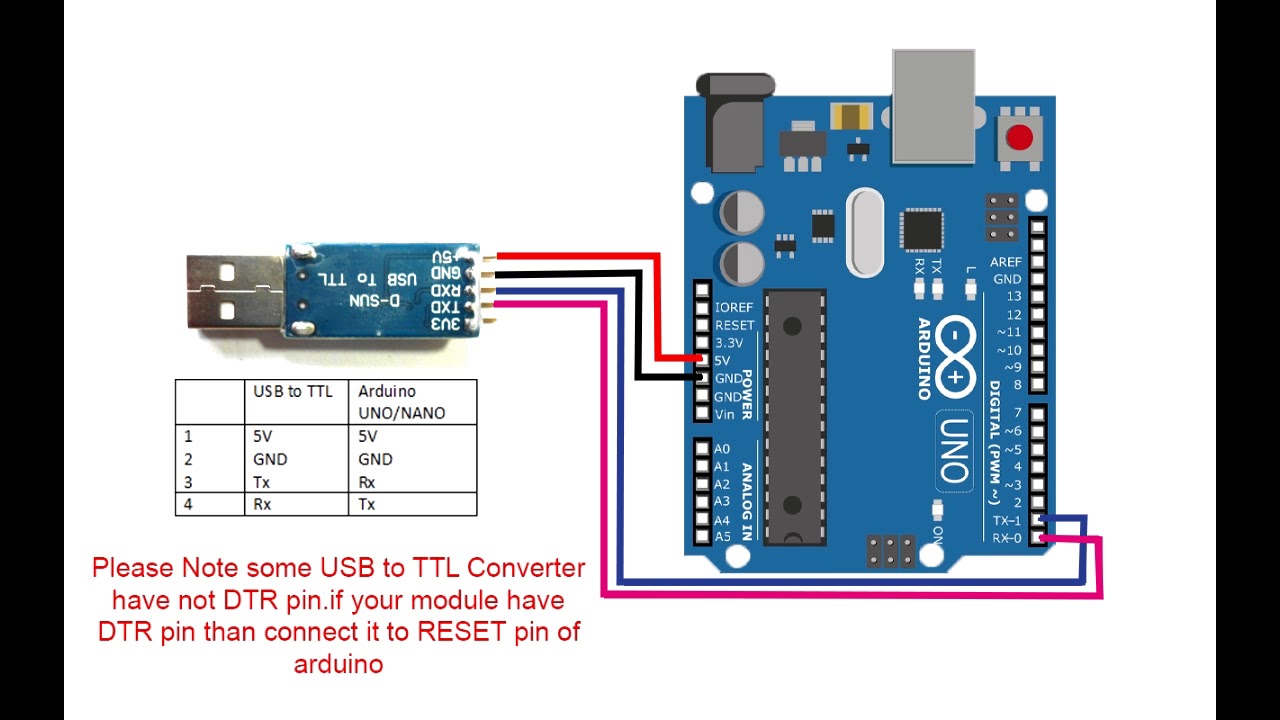 +5V
GND
RXD
TXD
3V3
D-SUN
USB To TTL
USB to TTL Arduino
UNO/NANO
1 5V 5V
2 GND GND
3 Tx Rx
4 Rx Tx
Please Note some USB to TTL Converter
have not DTR pin.if your module have
DTR pin than connect it to RESET pin of
arduino
IOREF
RESET
3.3V
5V
GND
GND
Vin
POWER
A0
A1
A2
A3
A4
A5
ANALOG IN
RX
TX
L
ARDUINO
UNO
ON
AREF
GND
13
12
~11
~10
~9
8
7
~6
~5
4
~3
2
TX-1
RX-0
DIGITAL (PWM ~)